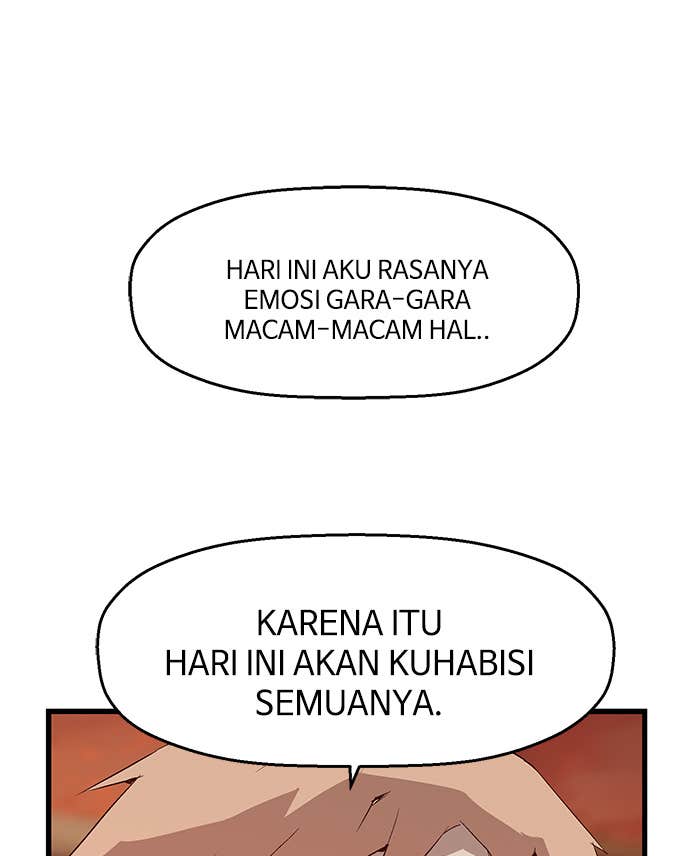 HARI INI AKU RASANYA
EMOSI GARA-GARA
MACAM-MACAM HAL..
KARENA ITU
HARI INI AKAN KUHABISI
SEMUANYA.